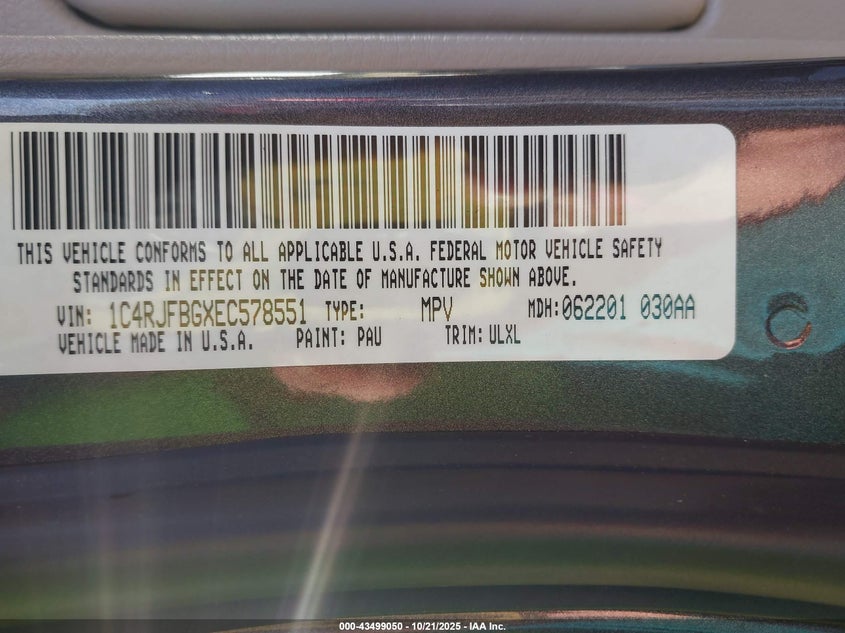 THIS VEHICLE CONFORMS TO ALL APPLICABLE U.S.A. FEDERAL MOTOR VEHICLE SAFETY
STANDARDS IN EFFECT ON THE DATE OF MANUFACTURE SHOWN ABOVE.
VIN: 1C4RJFBGXEC578551 TYPE: MPV MDH:062201 030AA
VEHICLE MADE IN U.S.A. PAINT: PAU TRIM: ULXL
000-43499050 - 10/21/2025 - IAA Inc.